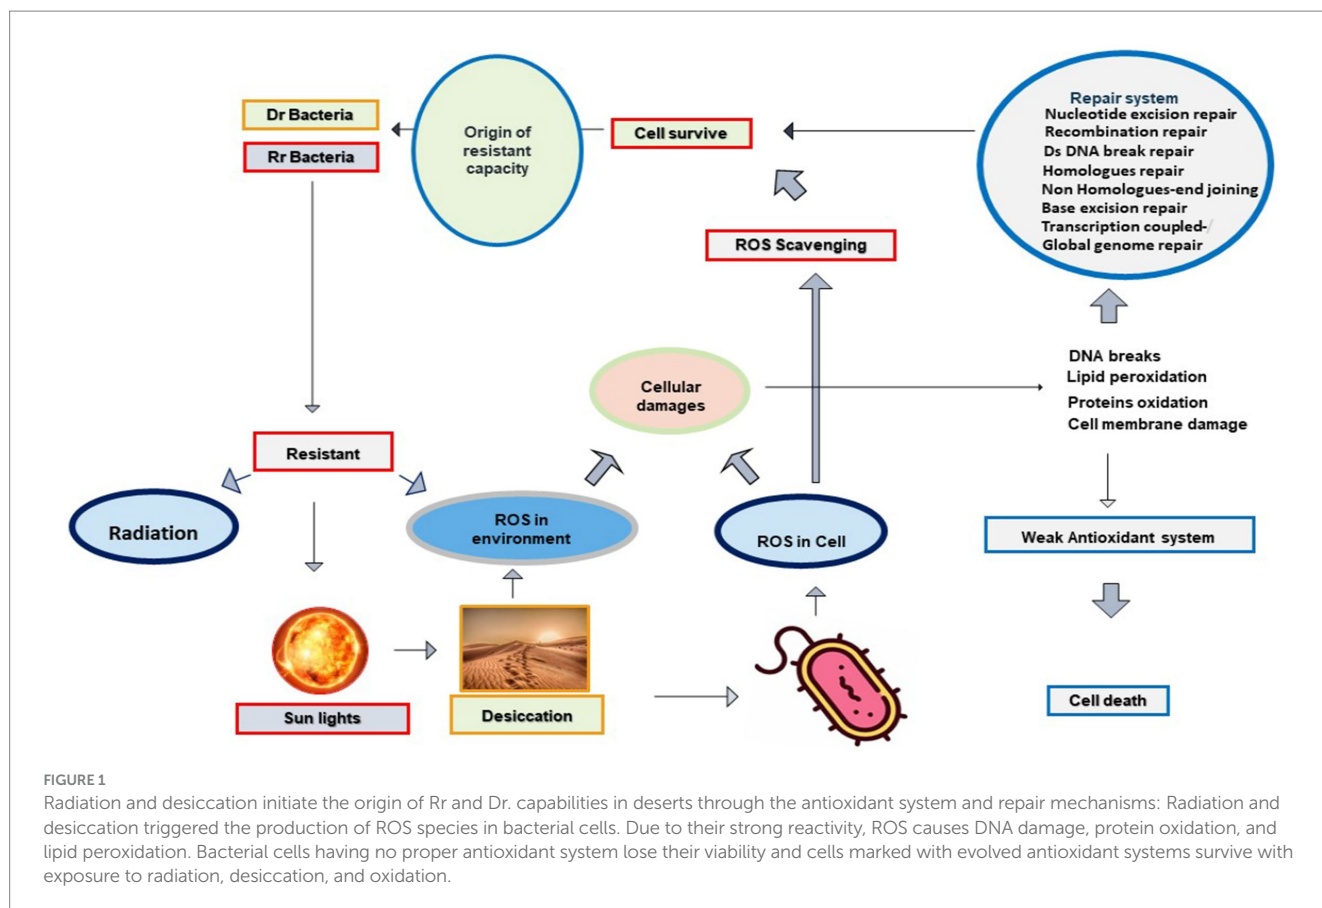 Dr Bacteria
Rr Bacteria
Origin of
resistant
capacity
Cell survive
Repair system
Nucleotide excision repair
Recombination repair
Ds DNA break repair
Homologues repair
Non Homologues-end joining
Base excision repair
Transcription coupled-/
Global genome repair
ROS Scavenging
Cellular
damages
DNA breaks
Lipid peroxidation
Proteins oxidation
Cell membrane damage
Resistant
Radiation
ROS in
environment
ROS in Cell
Weak Antioxidant system
Sun lights
Desiccation
Cell death
FIGURE 1
Radiation and desiccation initiate the origin of Rr and Dr. capabilities in deserts through the antioxidant system and repair mechanisms: Radiation and
desiccation triggered the production of ROS species in bacterial cells. Due to their strong reactivity, ROS causes DNA damage, protein oxidation, and
lipid peroxidation. Bacterial cells having no proper antioxidant system lose their viability and cells marked with evolved antioxidant systems survive with
exposure to radiation, desiccation, and oxidation.